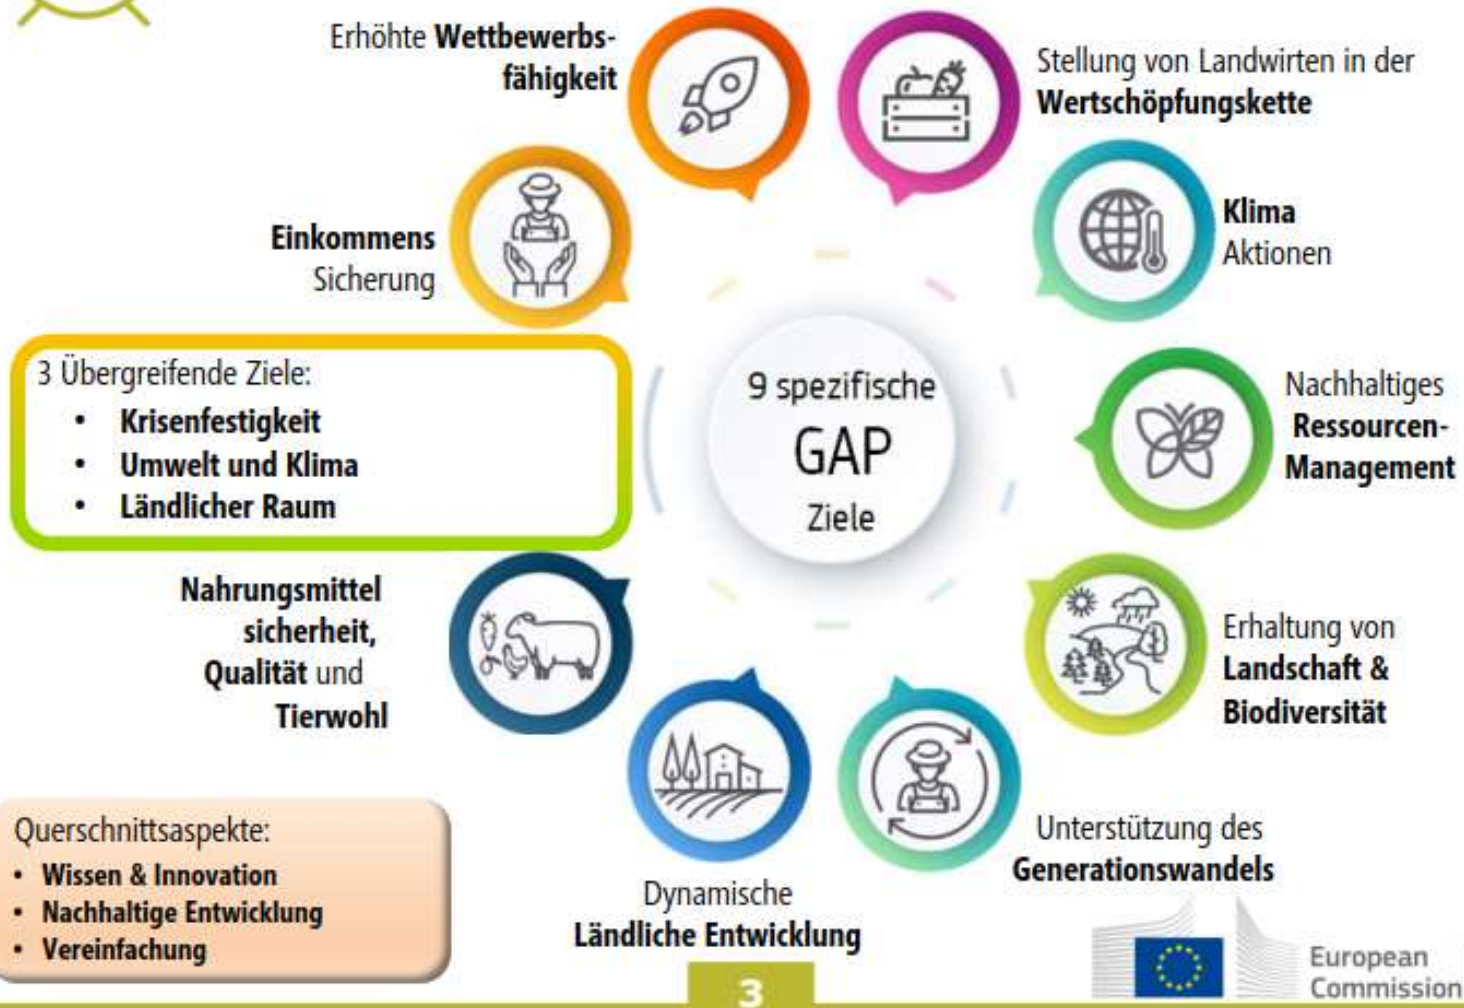 Erhöhte Wettbewerbs-
fähigkeit
Stellung von Landwirten in der
Wertschöpfungskette
Einkommens
Sicherung
Klima
Aktionen
3 Übergreifende Ziele:
• Krisenfestigkeit
• Umwelt und Klima
• Ländlicher Raum
9 spezifische
GAP
Ziele
Nachhaltiges
Ressourcen-
Management
Nahrungsmittel
sicherheit,
Qualität und
Tierwohl
Erhaltung von
Landschaft &
Biodiversität
Querschnittsaspekte:
• Wissen & Innovation
• Nachhaltige Entwicklung
• Vereinfachung
Dynamische
Ländliche Entwicklung
Unterstützung des
Generationswandels
European
Commission
3